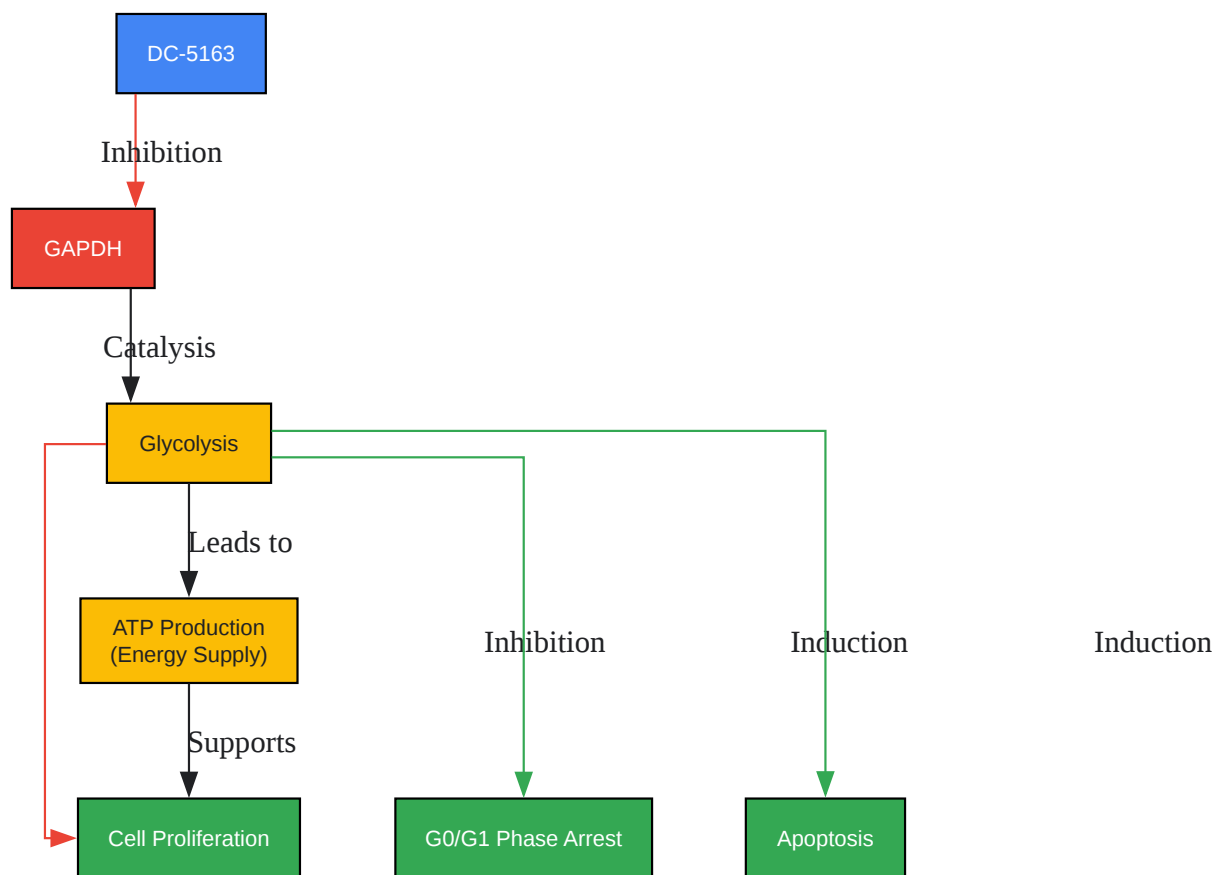 DC-5163
Inhibition
GAPDH
Catalysis
Glycolysis
Leads to
ATP Production
(Energy Supply)
Inhibition
Induction
Induction
Supports
Cell Proliferation
G0/G1 Phase Arrest
Apoptosis